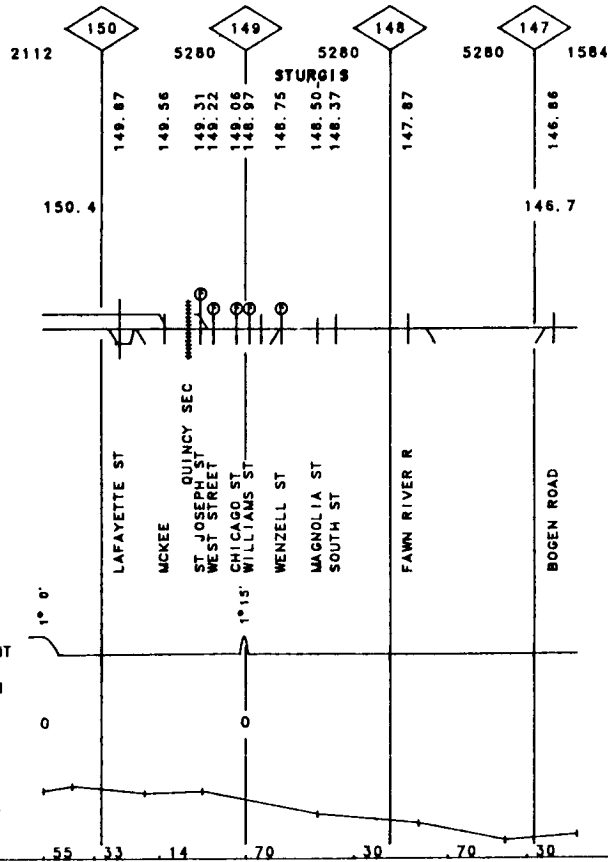 150 149 148 147
2112 5280 5280 5280 1584
STURGIS
149.87
149.56
149.31
149.22
149.06
148.97
148.75
148.50
148.37
147.87
146.86
150.4 146.7
LAFAYETTE ST
MCKEE
QUINCY SEC
ST JOSEPH ST
WEST STREET
CHICAGO ST
WILLIAMS ST
WENZELL ST
MAGNOLIA ST
SOUTH ST
FAWN RIVER R
BOGEN ROAD
1° 0'
1° 15'
0 0
55 33 14 70 30 70 30